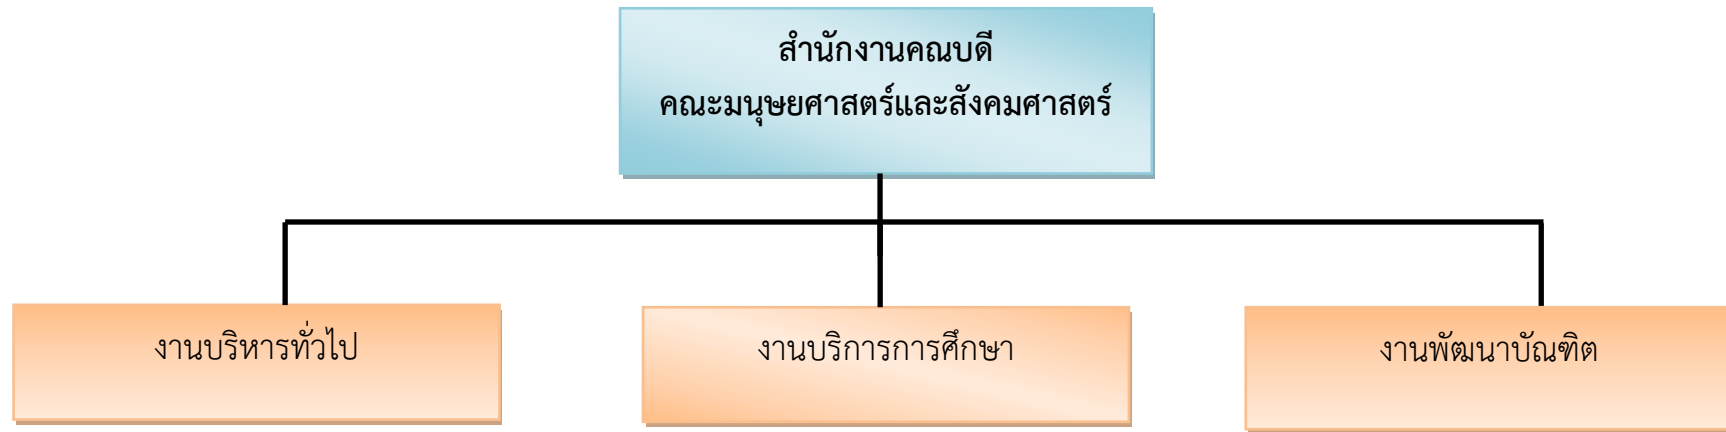 สำนักงานคณบดี
คณะมนุษยศาสตร์และสังคมศาสตร์
งานบริหารทั่วไป
งานบริการการศึกษา
งานพัฒนาบัณฑิต